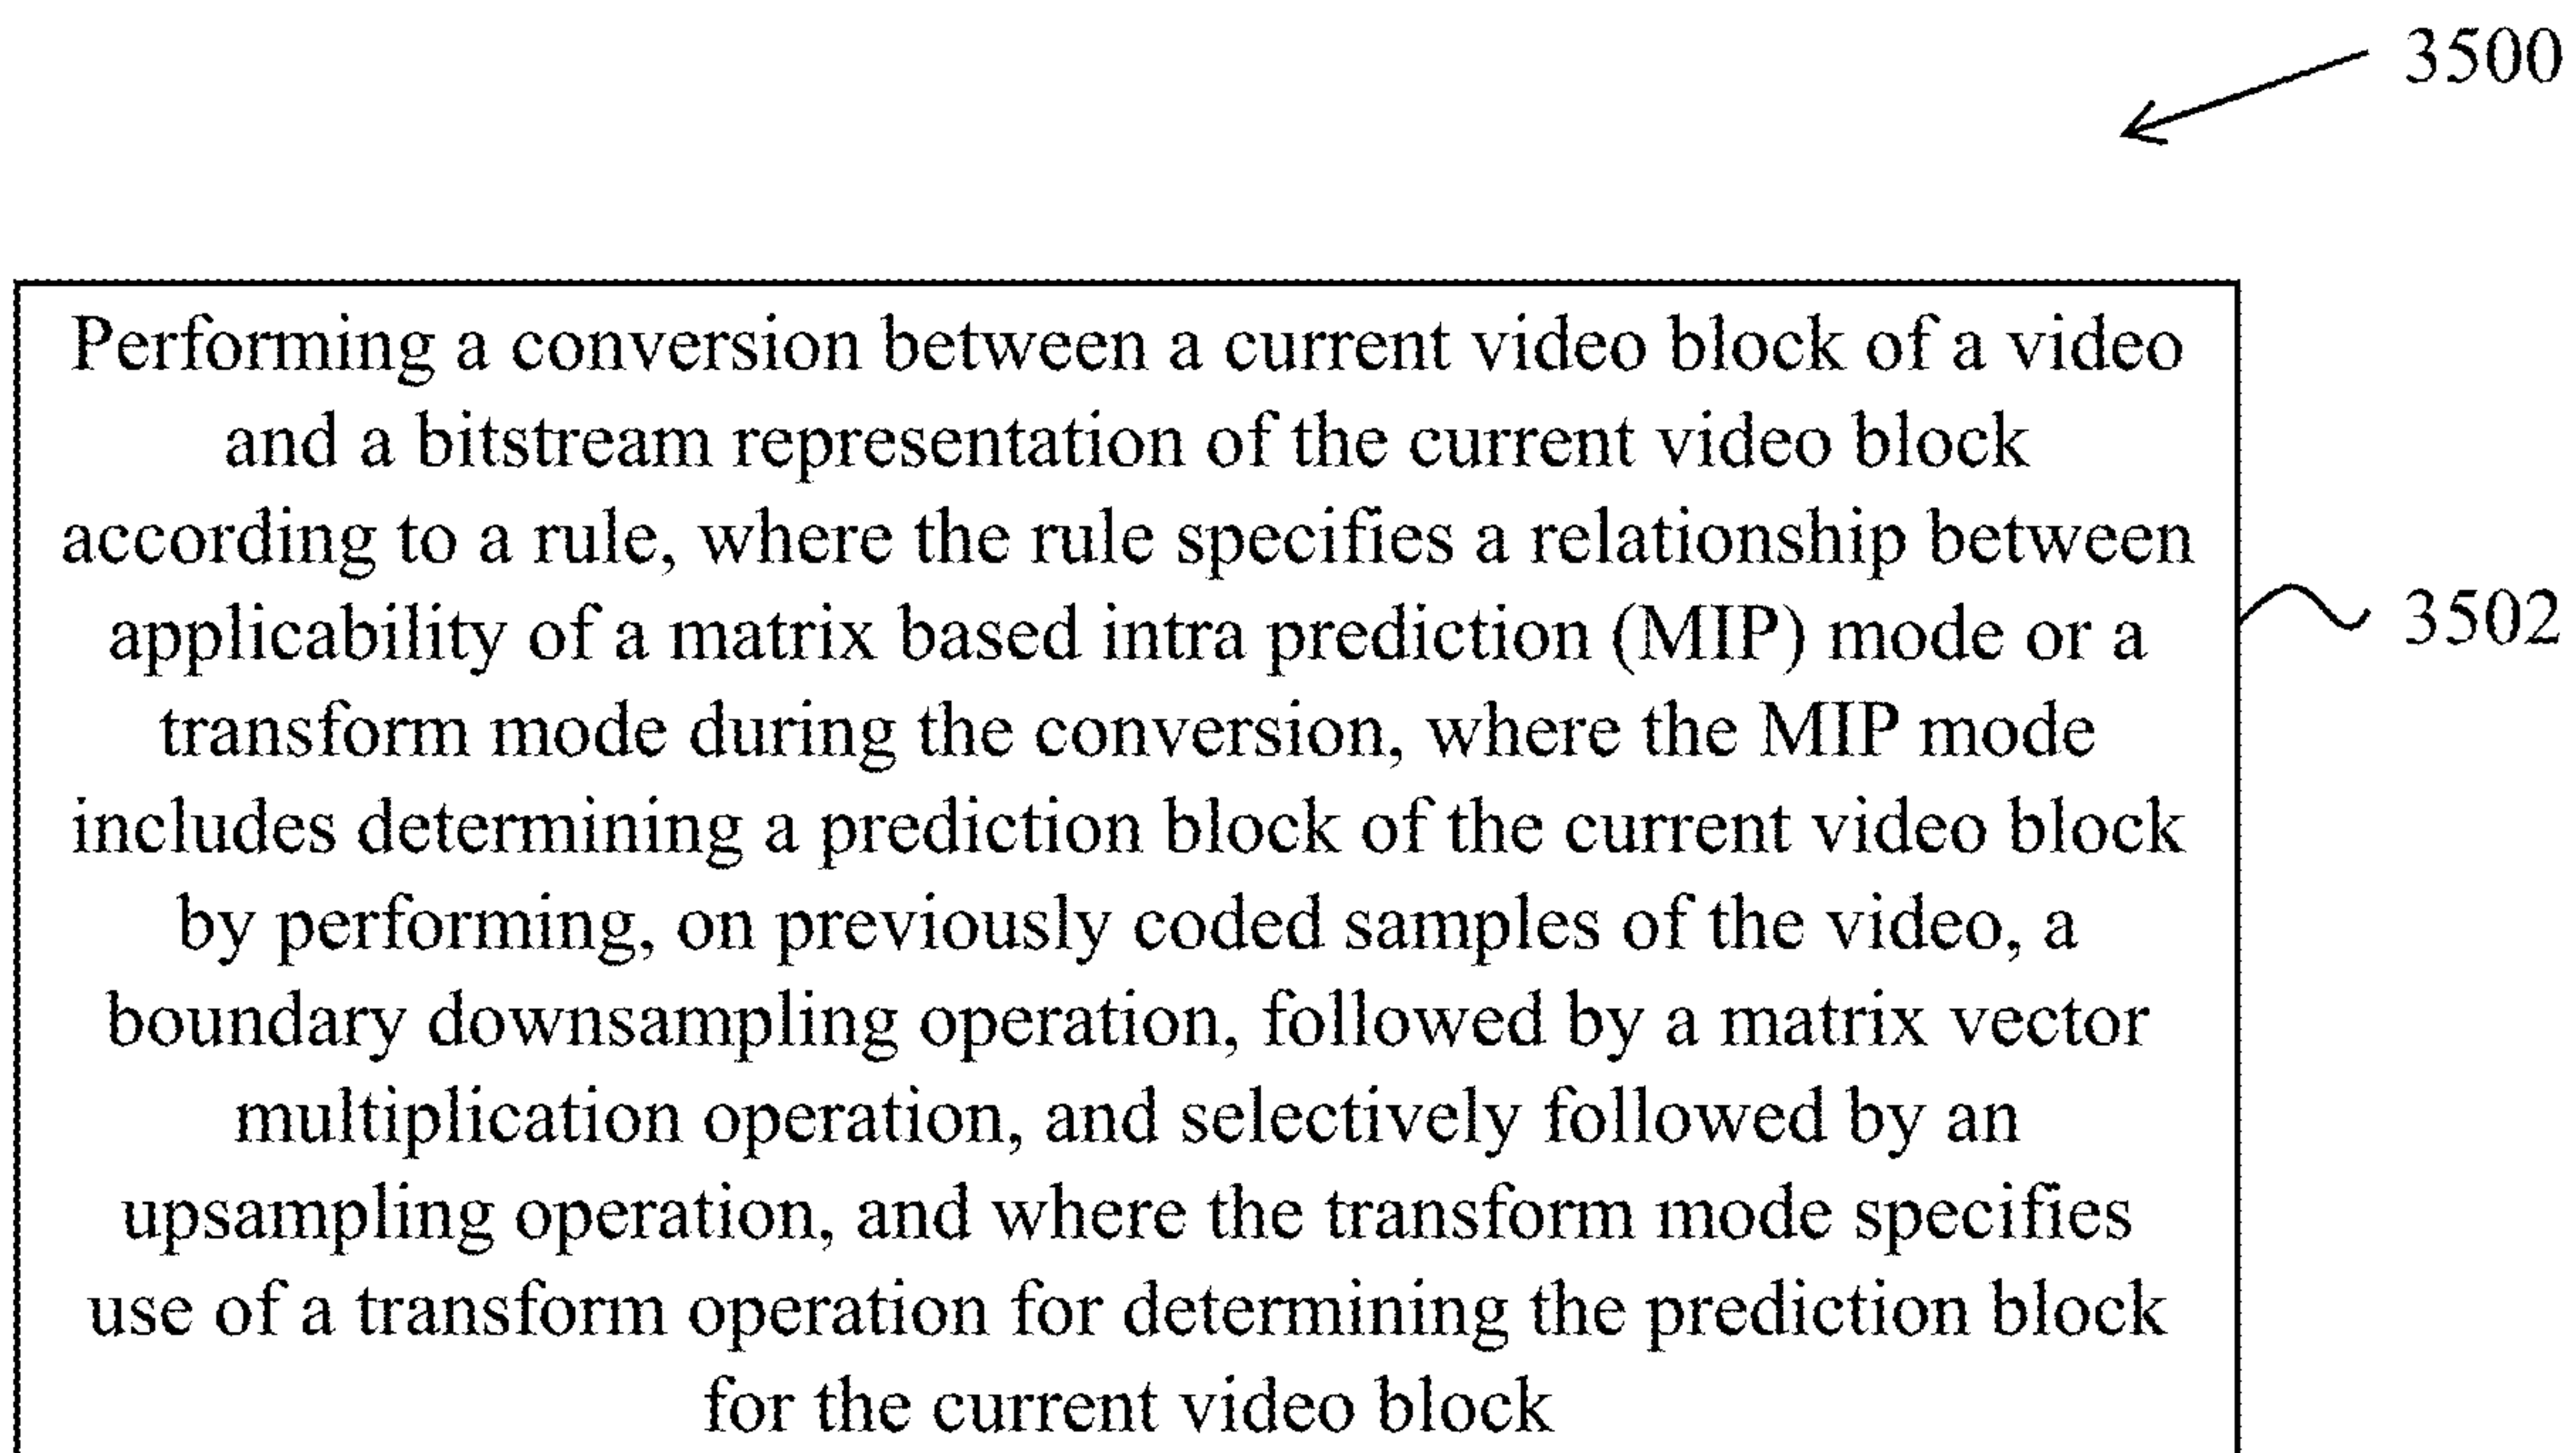 3500
Performing a conversion between a current video block of a video
and a bitstream representation of the current video block
according to a rule, where the rule specifies a relationship between
applicability of a matrix based intra prediction (MIP) mode or a
transform mode during the conversion, where the MIP mode
includes determining a prediction block of the current video block
by performing, on previously coded samples of the video, a
boundary downsampling operation, followed by a matrix vector
multiplication operation, and selectively followed by an
upsampling operation, and where the transform mode specifies
use of a transform operation for determining the prediction block
for the current video block
3502